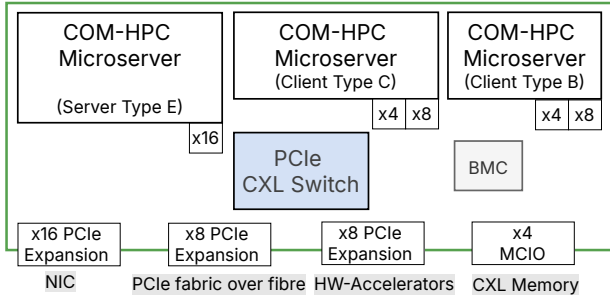 COM-HPC
Microserver
(Server Type E)
x16
COM-HPC
Microserver
(Client Type C)
x4 x8
COM-HPC
Microserver
(Client Type B)
x4 x8
PCIe
CXL Switch
BMC
x16 PCIe
Expansion
x8 PCIe
Expansion
x8 PCIe
Expansion
x4
MCIO
NIC
PCIe fabric over fibre
HW-Accelerators
CXL Memory